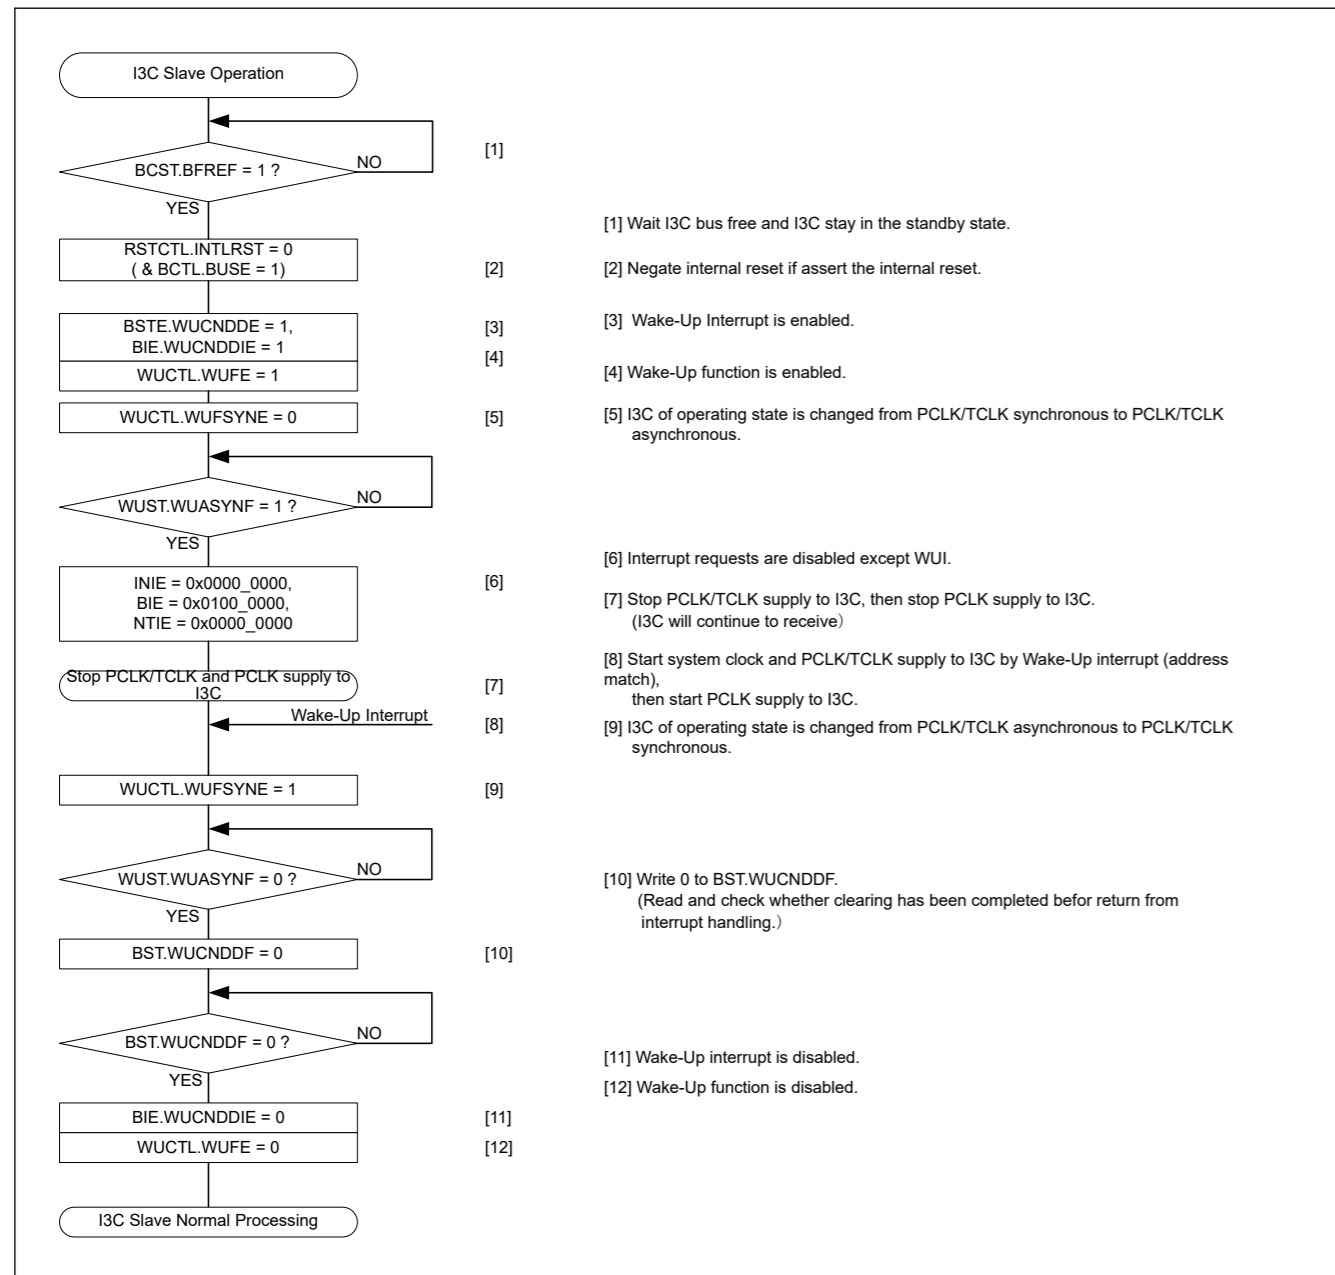 I3C Slave Operation
BCST.BFREF = 1 ?
NO
[1]
YES
[1] Wait I3C bus free and I3C stay in the standby state.
RSTCTL.INTLRST = 0
( & BCTL.BUSE = 1)
[2]
[2] Negate internal reset if assert the internal reset.
BSTE.WUCNDDE = 1,
BIE.WUCNDDIE = 1
[3]
[3] Wake-Up Interrupt is enabled.
[4]
WUCTL.WUFE = 1
[4] Wake-Up function is enabled.
WUCTL.WUFSYNE = 0
[5]
[5] I3C of operating state is changed from PCLK/TCLK synchronous to PCLK/TCLK
asynchronous.
WUST.WUASYNF = 1 ?
NO
YES
[6] Interrupt requests are disabled except WUI.
INIE = 0x0000_0000,
BIE = 0x0100_0000,
NTIE = 0x0000_0000
[6]
[7] Stop PCLK/TCLK supply to I3C, then stop PCLK supply to I3C.
(I3C will continue to receive）
[8] Start system clock and PCLK/TCLK supply to I3C by Wake-Up interrupt (address
match),
then start PCLK supply to I3C.
Stop PCLK/TCLK and PCLK supply to
I3C
[7]
Wake-Up Interrupt
[8]
[9] I3C of operating state is changed from PCLK/TCLK asynchronous to PCLK/TCLK
synchronous.
WUCTL.WUFSYNE = 1
[9]
WUST.WUASYNF = 0 ?
NO
YES
[10] Write 0 to BST.WUCNDDF.
(Read and check whether clearing has been completed befor return from
interrupt handling.）
BST.WUCNDDF = 0
[10]
BST.WUCNDDF = 0 ?
NO
YES
[11] Wake-Up interrupt is disabled.
[12] Wake-Up function is disabled.
BIE.WUCNDDIE = 0
[11]
WUCTL.WUFE = 0
[12]
I3C Slave Normal Processing